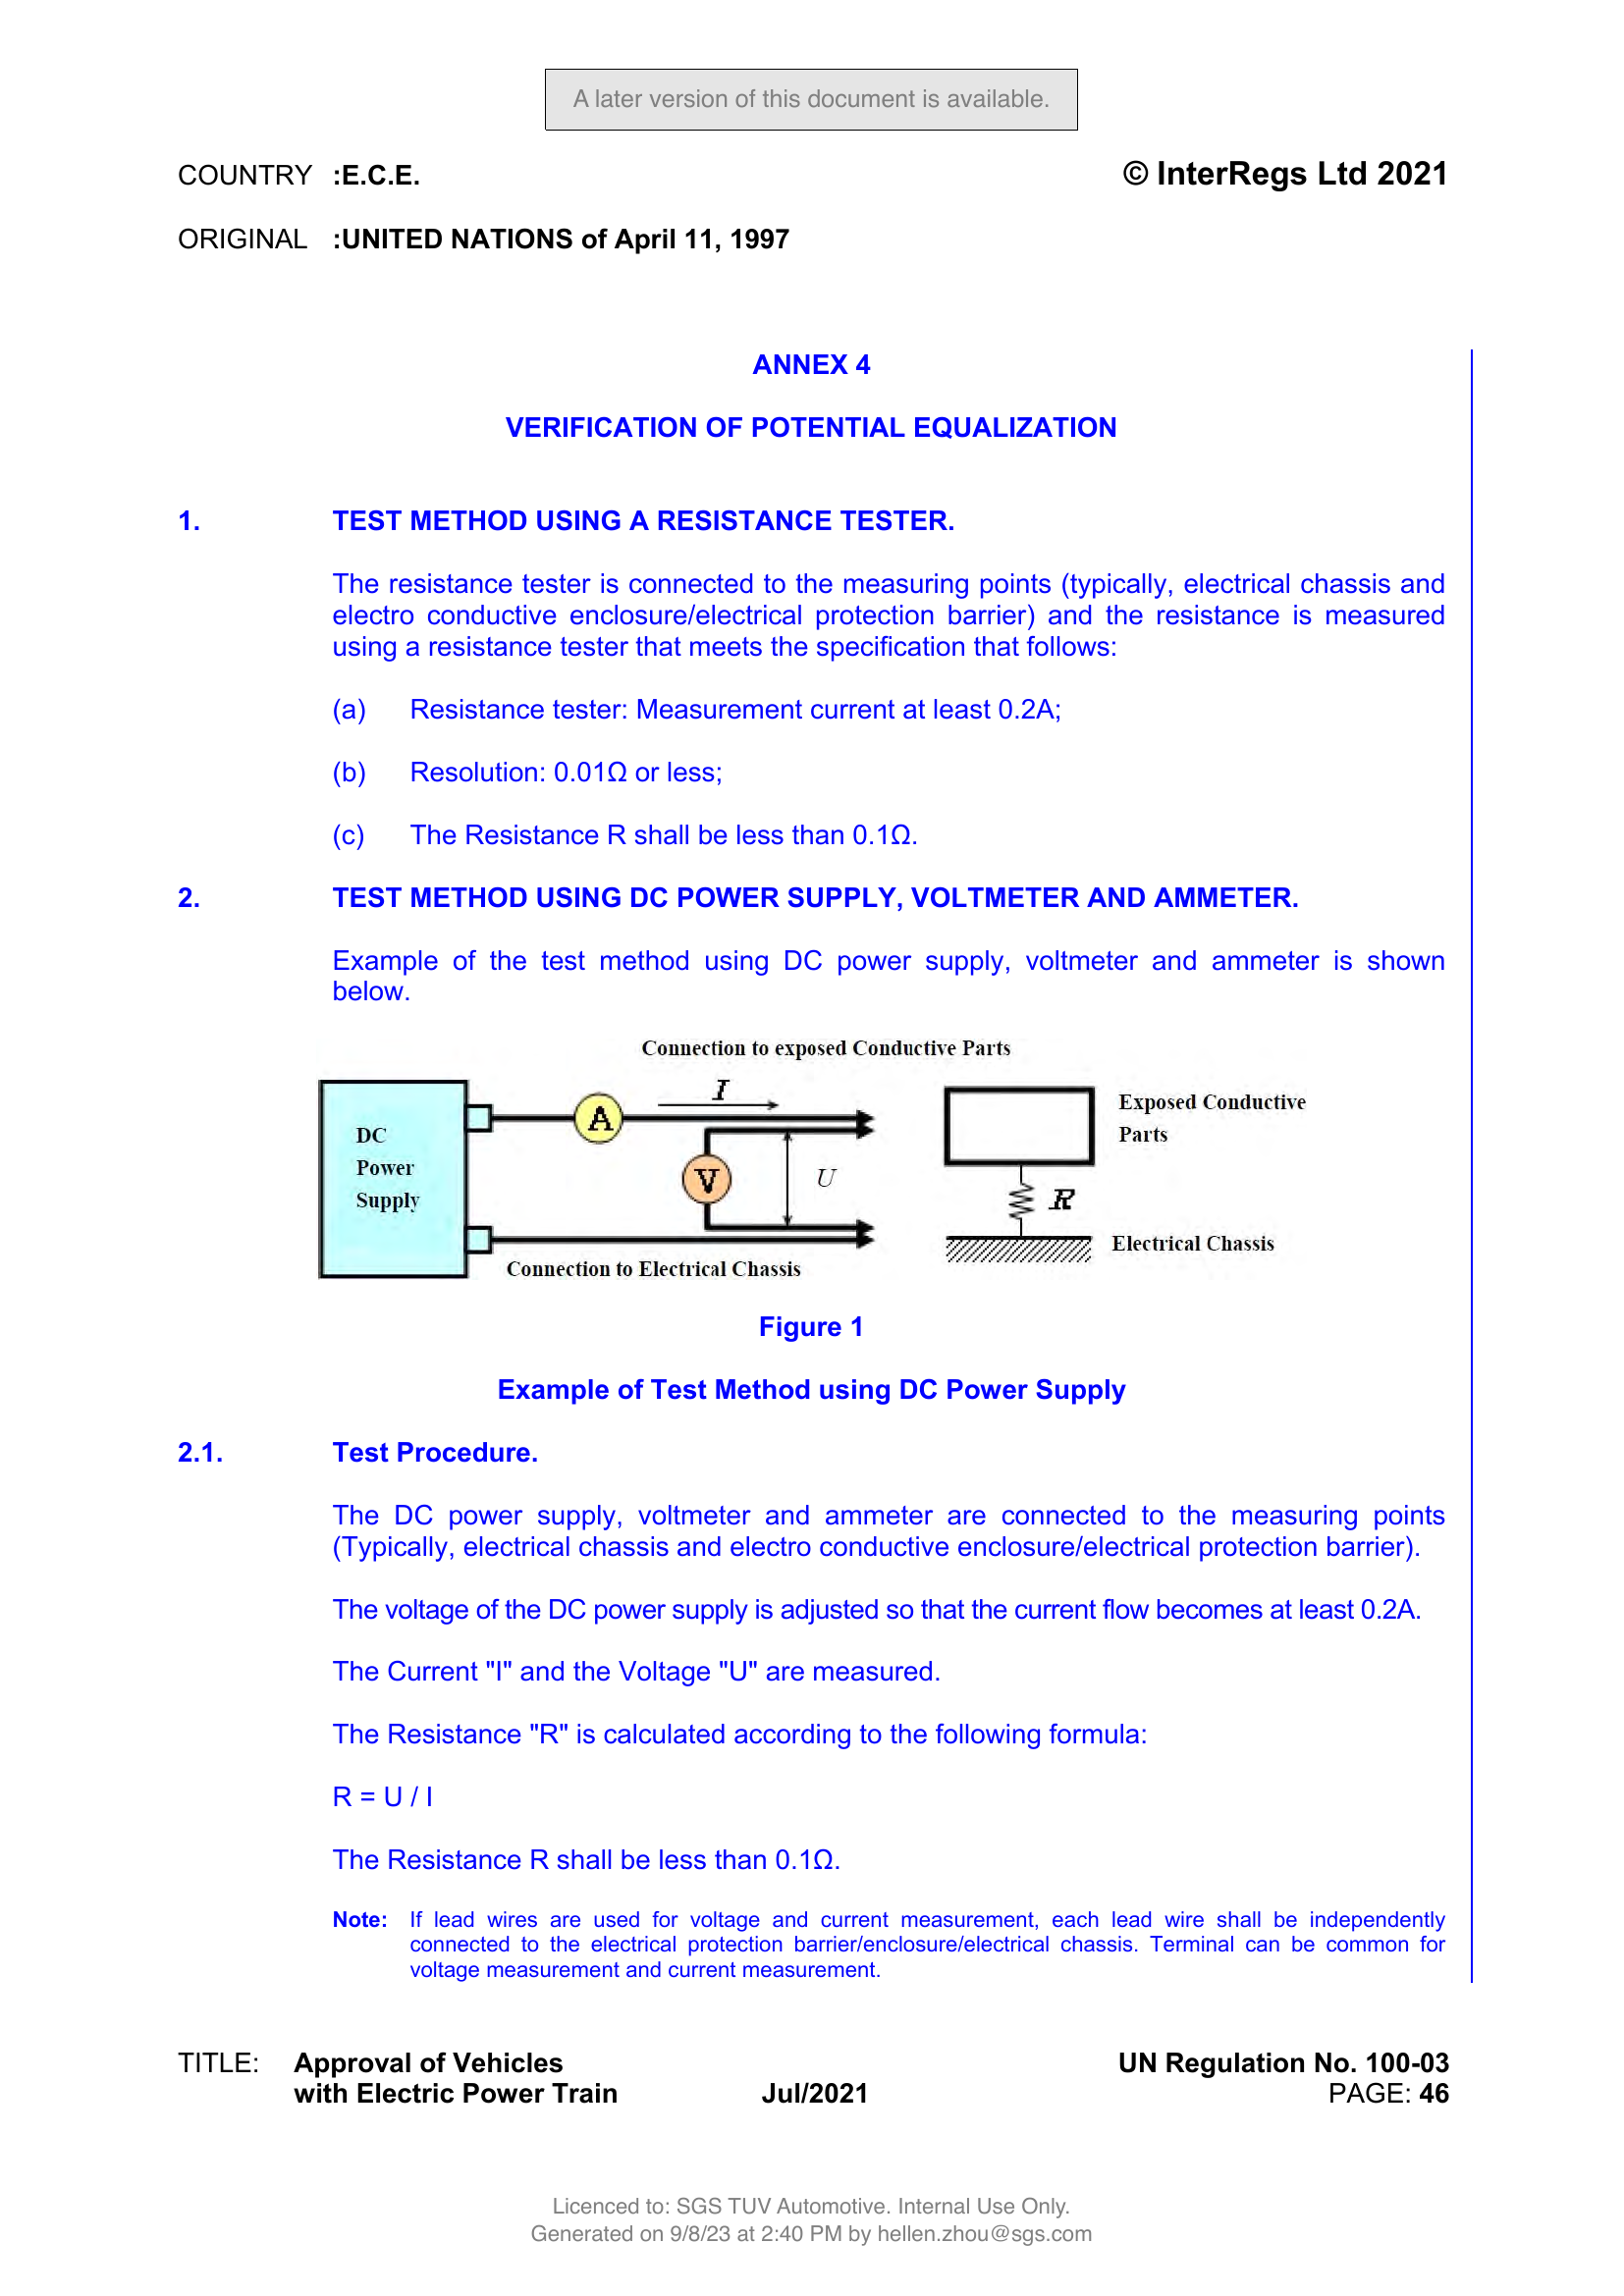 A later version of this document is available.
COUNTRY :E.C.E. © InterRegs Ltd 2021
ORIGINAL :UNITED NATIONS of April 11, 1997
ANNEX 4
VERIFICATION OF POTENTIAL EQUALIZATION
1. TEST METHOD USING A RESISTANCE TESTER.
The resistance tester is connected to the measuring points (typically, electrical chassis and
electro conductive enclosure/electrical protection barrier) and the resistance is measured
using a resistance tester that meets the specification that follows:
(a) Resistance tester: Measurement current at least 0.2A;
(b) Resolution: 0.01Ω or less;
(c) The Resistance R shall be less than 0.1Ω.
2. TEST METHOD USING DC POWER SUPPLY, VOLTMETER AND AMMETER.
Example of the test method using DC power supply, voltmeter and ammeter is shown
below.
Connection to exposed Conductive Parts
I
A
DC
Power
Supply
V
U
Connection to Electrical Chassis
Exposed Conductive
Parts
R
Electrical Chassis
Figure 1
Example of Test Method using DC Power Supply
2.1. Test Procedure.
The DC power supply, voltmeter and ammeter are connected to the measuring points
(Typically, electrical chassis and electro conductive enclosure/electrical protection barrier).
The voltage of the DC power supply is adjusted so that the current flow becomes at least 0.2A.
The Current "I" and the Voltage "U" are measured.
The Resistance "R" is calculated according to the following formula:
R = U / I
The Resistance R shall be less than 0.1Ω.
Note: If lead wires are used for voltage and current measurement, each lead wire shall be independently
connected to the electrical protection barrier/enclosure/electrical chassis. Terminal can be common for
voltage measurement and current measurement.
TITLE: Approval of Vehicles UN Regulation No. 100-03
with Electric Power Train Jul/2021 PAGE: 46
Licenced to: SGS TUV Automotive. Internal Use Only.
Generated on 9/8/23 at 2:40 PM by hellen.zhou@sgs.com